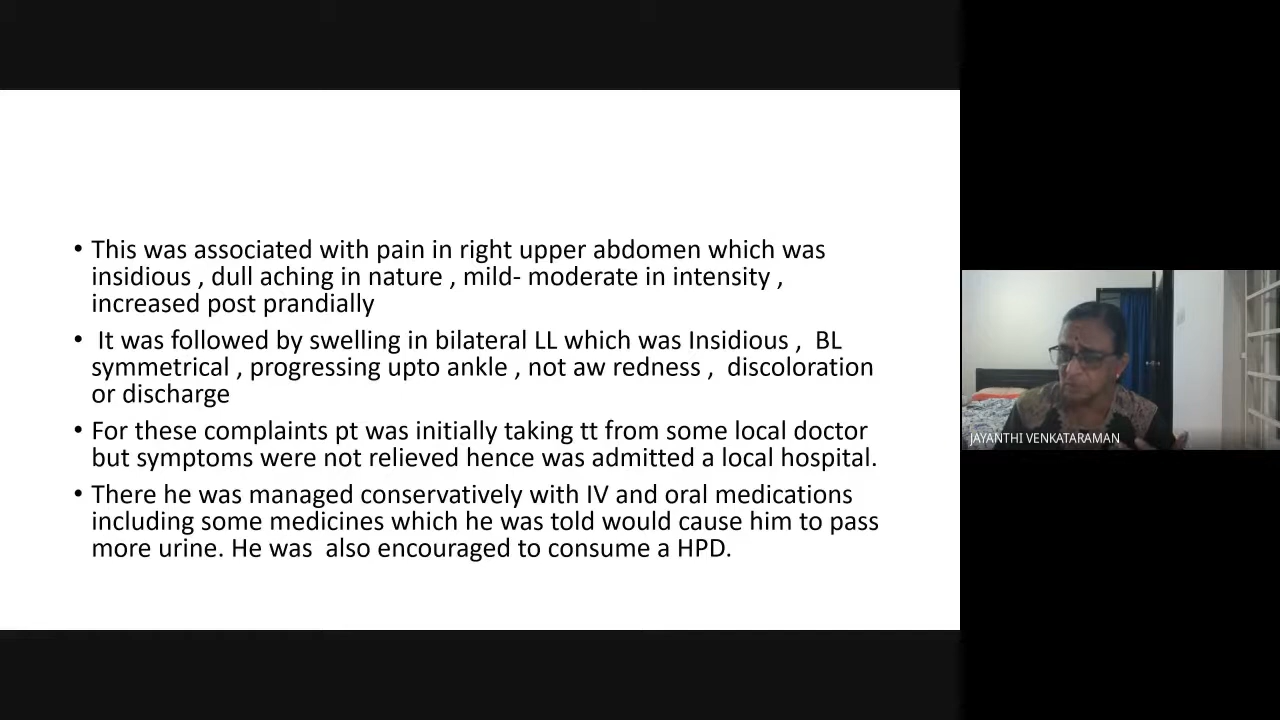 • This was associated with pain in right upper abdomen which was
insidious , dull aching in nature , mild- moderate in intensity ,
increased post prandially
• It was followed by swelling in bilateral LL which was Insidious , BL
symmetrical , progressing upto ankle , not aw redness , discoloration
or discharge
• For these complaints pt was initially taking tt from some local doctor
but symptoms were not relieved hence was admitted a local hospital.
• There he was managed conservatively with IV and oral medications
including some medicines which he was told would cause him to pass
more urine. He was also encouraged to consume a HPD.
JAYANTHI VENKATARAMAN